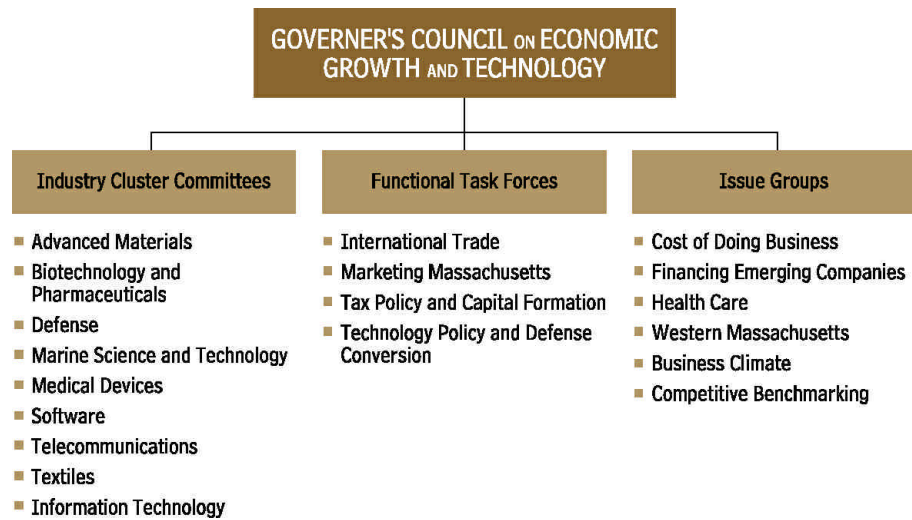 GOVERNER'S COUNCIL ON ECONOMIC
GROWTH AND TECHNOLOGY
Industry Cluster Committees
Advanced Materials
Biotechnology and
Pharmaceuticals
Defense
Marine Science and Technology
Medical Devices
Software
Telecommunications
Textiles
Information Technology
Functional Task Forces
International Trade
Marketing Massachusetts
Tax Policy and Capital Formation
Technology Policy and Defense
Conversion
Issue Groups
Cost of Doing Business
Financing Emerging Companies
Health Care
Western Massachusetts
Business Climate
Competitive Benchmarking